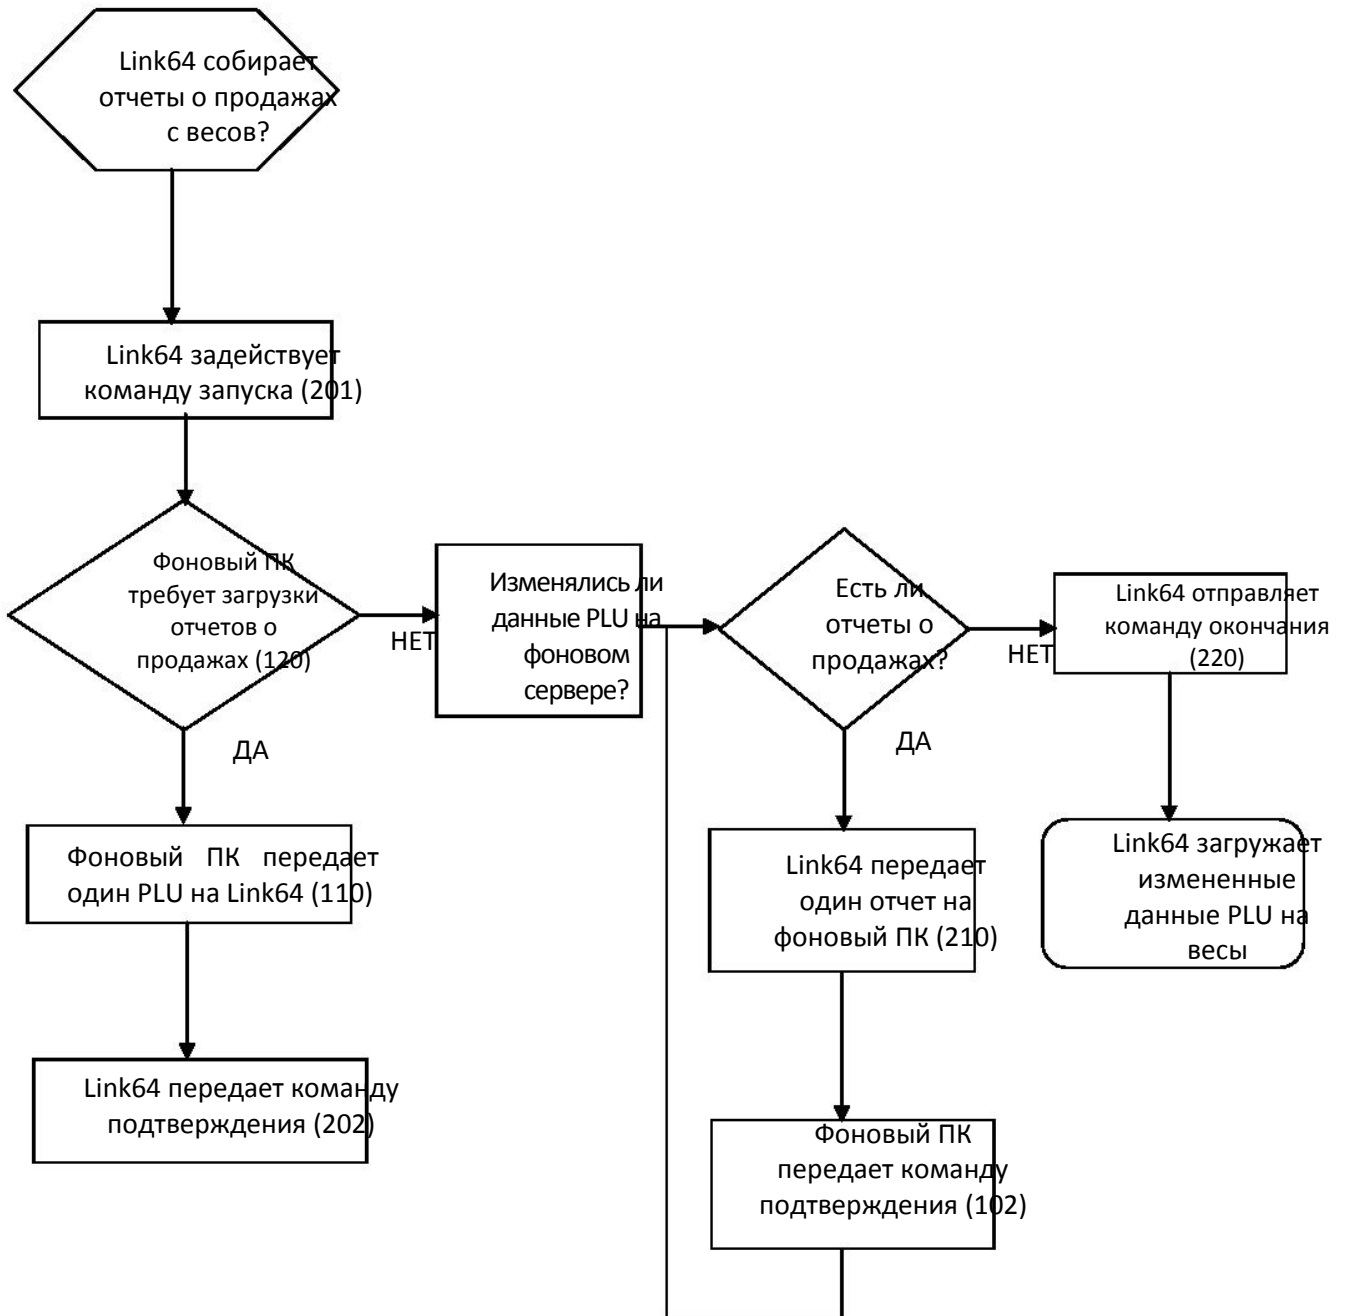 Link64 собирает
отчеты о продажах
с весов?
Link64 задействует
команду запуска (201)
Фоновый ПК
требует загрузки
отчетов о
продажах (120)
НЕТ
Изменялись ли
данные PLU на
фоновом
сервере?
Есть ли
отчеты о
продажах?
НЕТ
Link64 отправляет
команду окончания
(220)
ДА
ДА
Фоновый ПК передает
один PLU на Link64 (110)
Link64 передает
один отчет на
фоновый ПК (210)
Link64 загружает
измененные
данные PLU на
весы
Link64 передает команду
подтверждения (202)
Фоновый ПК
передает команду
подтверждения (102)